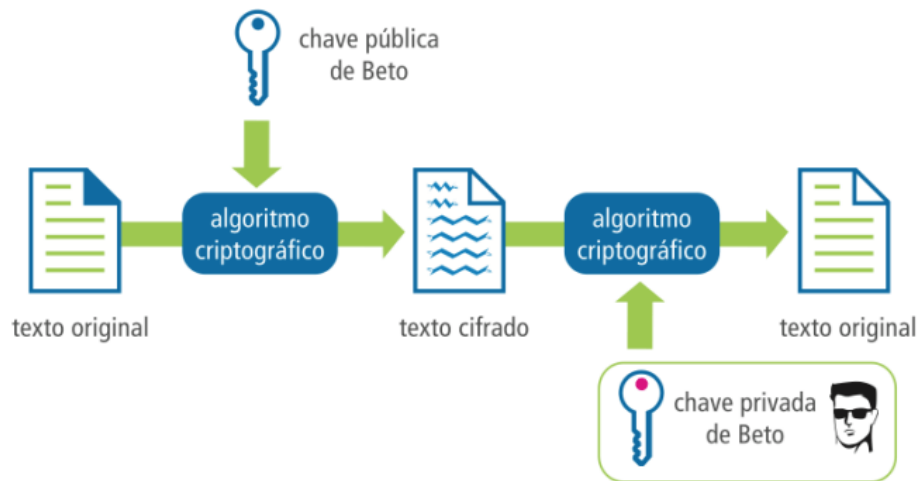 chave pública
de Beto
algoritmo
criptográfico
algoritmo
criptográfico
texto original
texto cifrado
texto original
chave privada
de Beto